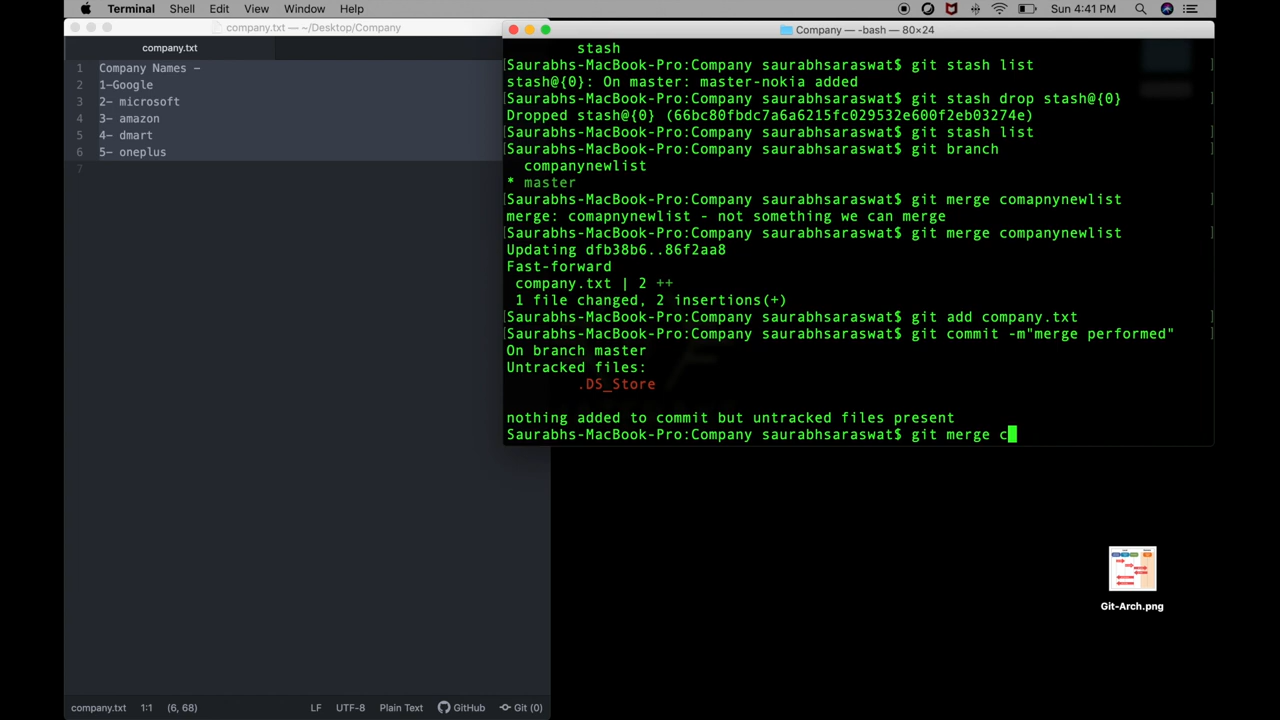 Terminal Shell Edit View Window Help Sun 4:41 PM
company.txt — ~/Desktop/Company
company.txt
1 Company Names -
2 1-Google
3 2- microsoft
4 3- amazon
5 4- dmart
6 5- oneplus
7
Company — -bash — 80×24
stash
Saurabhs-MacBook-Pro:Company saurabhsaraswat$ git stash list
stash@{0}: On master: master-nokia added
Saurabhs-MacBook-Pro:Company saurabhsaraswat$ git stash drop stash@{0}
Dropped stash@{0} (66bc80fbdc7a6a6215fc029532e600f2eb03274e)
Saurabhs-MacBook-Pro:Company saurabhsaraswat$ git stash list
Saurabhs-MacBook-Pro:Company saurabhsaraswat$ git branch
companynewlist
* master
Saurabhs-MacBook-Pro:Company saurabhsaraswat$ git merge comapnynewlist
merge: comapnynewlist - not something we can merge
Saurabhs-MacBook-Pro:Company saurabhsaraswat$ git merge companynewlist
Updating dfb38b6..86f2aa8
Fast-forward
company.txt | 2 ++
1 file changed, 2 insertions(+)
Saurabhs-MacBook-Pro:Company saurabhsaraswat$ git add company.txt
Saurabhs-MacBook-Pro:Company saurabhsaraswat$ git commit -m"merge performed"
On branch master
Untracked files:
.DS_Store
nothing added to commit but untracked files present
Saurabhs-MacBook-Pro:Company saurabhsaraswat$ git merge c
Git-Arch.png
company.txt 1:1 (6, 68) LF UTF-8 Plain Text GitHub Git (0)